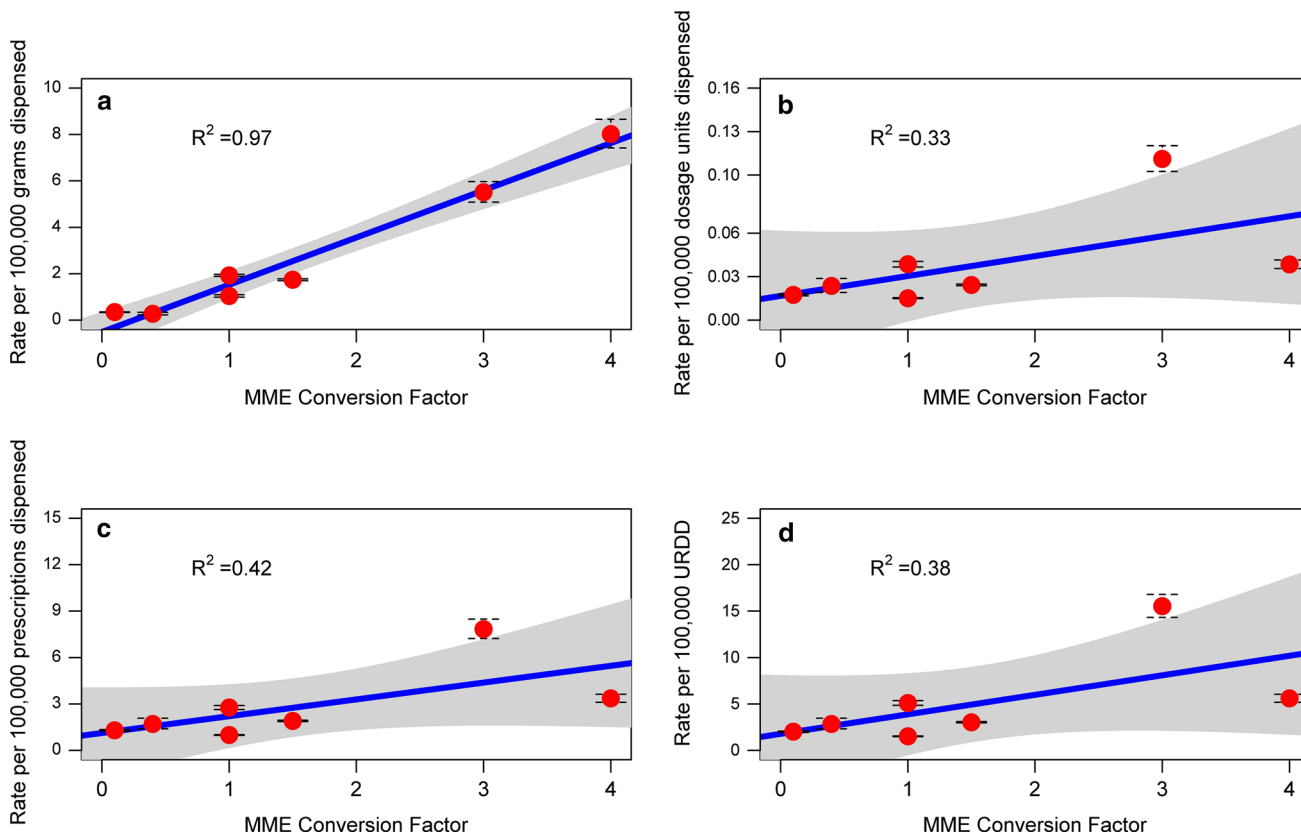 Rate per 100,000 grams dispensed
10
8
6
4
2
0
a
R² =0.97
0 1 2 3 4
MME Conversion Factor
Rate per 100,000 dosage units dispensed
0.16
0.13
0.10
0.06
0.03
0.00
b
R² =0.33
0 1 2 3 4
MME Conversion Factor
Rate per 100,000 prescriptions dispensed
15
12
9
6
3
0
c
R² =0.42
0 1 2 3 4
MME Conversion Factor
Rate per 100,000 URDD
25
20
15
10
5
0
d
R² =0.38
0 1 2 3 4
MME Conversion Factor